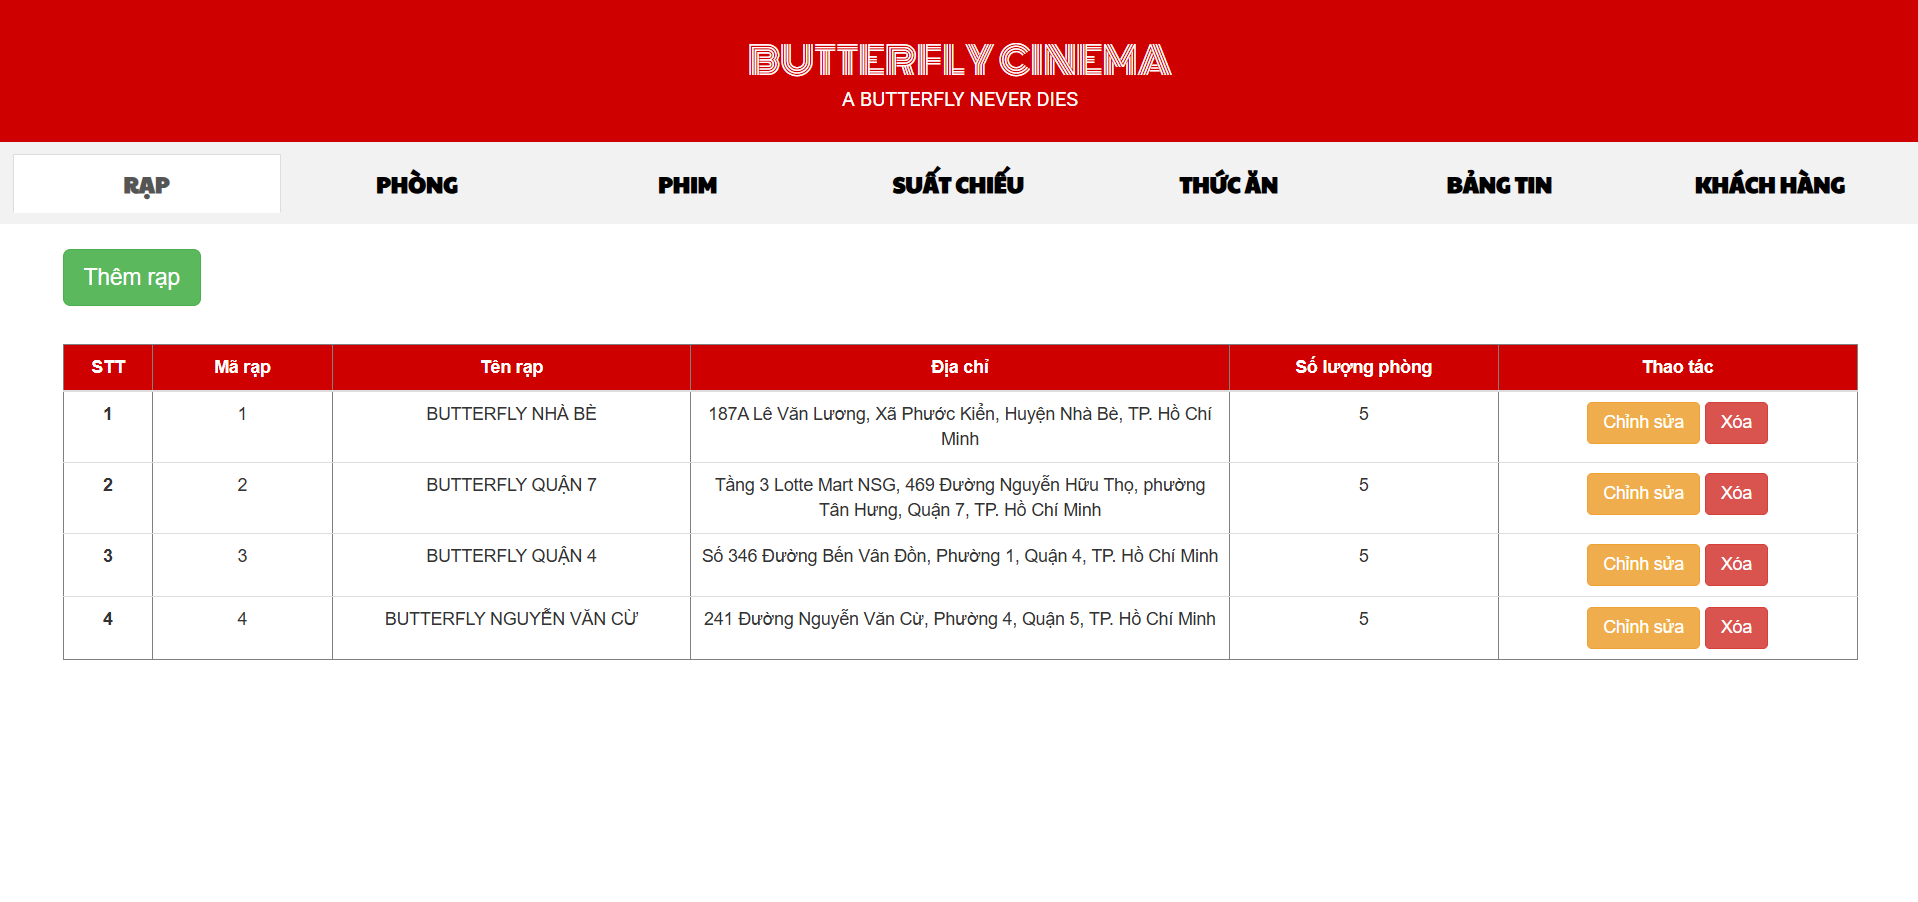 BUTTERFLY CINEMA
A BUTTERFLY NEVER DIES
RẠP PHÒNG PHIM SUẤT CHIẾU THỨC ĂN BẢNG TIN KHÁCH HÀNG
Thêm rạp
STT Mã rạp Tên rạp Địa chỉ Số lượng phòng Thao tác
1 1 BUTTERFLY NHÀ BÈ 187A Lê Văn Lương, Xã Phước Kiển, Huyện Nhà Bè, TP. Hồ Chí 5 Chỉnh sửa Xóa
Minh
2 2 BUTTERFLY QUẬN 7 Tầng 3 Lotte Mart NSG, 469 Đường Nguyễn Hữu Thọ, phường 5 Chỉnh sửa Xóa
Tân Hưng, Quận 7, TP. Hồ Chí Minh
3 3 BUTTERFLY QUẬN 4 Số 346 Đường Bến Vân Đồn, Phường 1, Quận 4, TP. Hồ Chí Minh 5 Chỉnh sửa Xóa
4 4 BUTTERFLY NGUYỄN VĂN CỪ 241 Đường Nguyễn Văn Cừ, Phường 4, Quận 5, TP. Hồ Chí Minh 5 Chỉnh sửa Xóa